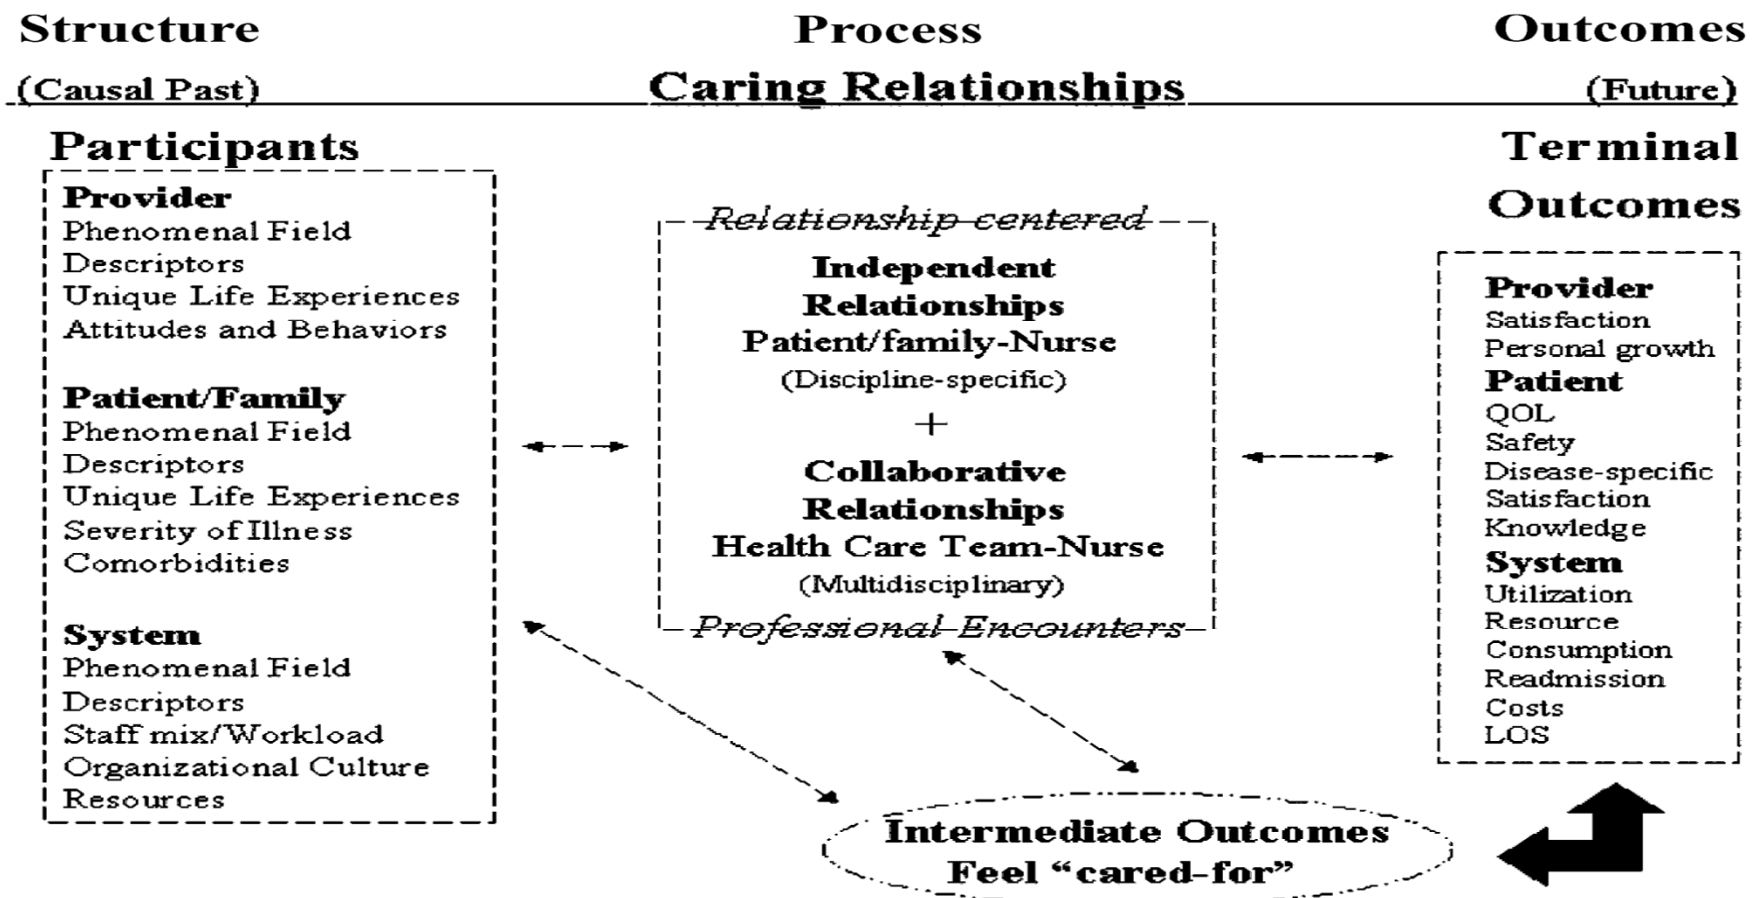 Structure
Process
Outcomes
(Causal Past)
Caring Relationships
(Future)
Participants
Provider
Phenomenal Field
Descriptors
Unique Life Experiences
Attitudes and Behaviors
Patient/Family
Phenomenal Field
Descriptors
Unique Life Experiences
Severity of Illness
Comorbidities
System
Phenomenal Field
Descriptors
Staff mix/Workload
Organizational Culture
Resources
Relationship centered
Independent
Relationships
Patient/family-Nurse
(Discipline-specific)
+
Collaborative
Relationships
Health Care Team-Nurse
(Multidisciplinary)
Professional Encounters
Terminal
Outcomes
Provider
Satisfaction
Personal growth
Patient
QOL
Safety
Disease-specific
Satisfaction
Knowledge
System
Utilization
Resource
Consumption
Readmission
Costs
LOS
Intermediate Outcomes
Feel “cared-for”